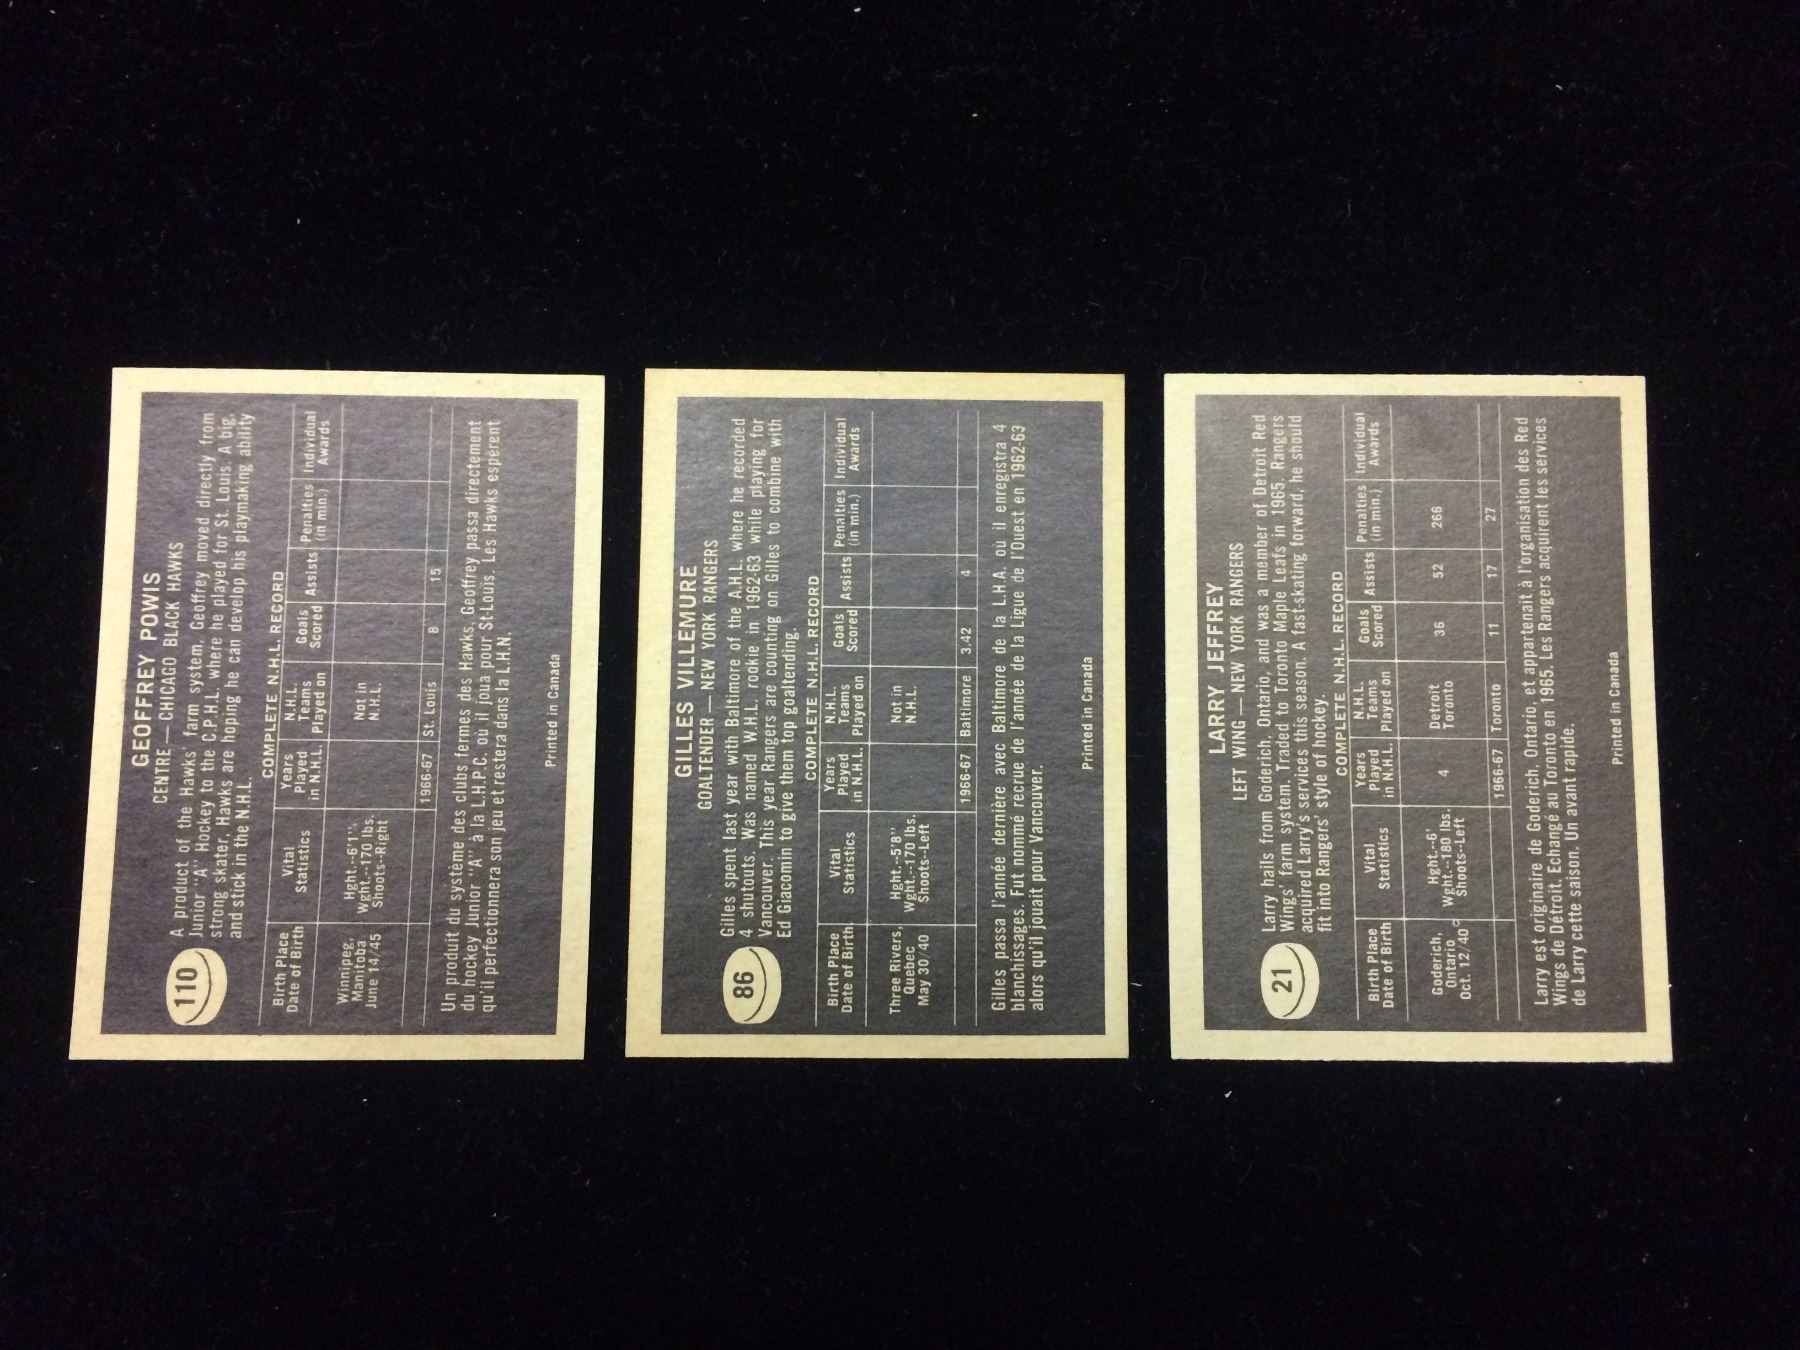 GEOFFREY POWIS
CENTRE — CHICAGO BLACK HAWKS
110
A product of the Hawks' farm system, Geoffrey moved directly from
Junior "A" Hockey to the C.P.H.L. where he played for St. Louis. A big,
strong skater, Hawks are hoping he can develop his playmaking ability
and stick in the N.H.L.
COMPLETE N.H.L. RECORD
Birth Place Date of Birth Vital Statistics Years Played in N.H.L. N.H.L. Teams Played on Goals Scored Assists Penalties (in min.) Individual Awards
Winnipeg, Hght.--6'1" Not in
Manitoba Wght.--170 lbs. N.H.L.
June 14/45 Shoots--Right
1966-67 St. Louis 8 15
Un produit du système des clubs fermes des Hawks, Geoffrey passa directement
du hockey Junior "A" à la L.H.P.C. où il joua pour St-Louis. Les Hawks espèrent
qu'il perfectionnera son jeu et restera dans la L.H.N.
Printed in Canada
GILLES VILLEMURE
GOALTENDER — NEW YORK RANGERS
86
Gilles spent last year with Baltimore of the A.H.L. where he recorded
4 shutouts. Was named W.H.L. rookie in 1962-63 while playing for
Vancouver. This year Rangers are counting on Gilles to combine with
Ed Giacomin to give them top goaltending.
COMPLETE N.H.L. RECORD
Birth Place Date of Birth Vital Statistics Years Played in N.H.L. N.H.L. Teams Played on Goals Scored Assists Penalties (in min.) Individual Awards
Three Rivers, Hght.--5'8" Not in
Quebec Wght.--170 lbs. N.H.L.
May 30/40 Shoots--Left
1966-67 Baltimore 3.42 4
Gilles passa l'année dernière avec Baltimore de la L.H.A. où il enregistra 4
blanchissages. Fut nommé recrue de l'année de la Ligue de l'Ouest en 1962-63
alors qu'il jouait pour Vancouver.
Printed in Canada
LARRY JEFFREY
LEFT WING — NEW YORK RANGERS
21
Larry hails from Goderich, Ontario, and was a member of Detroit Red
Wings' farm system. Traded to Toronto Maple Leafs in 1965. Rangers
acquired Larry's services this season. A fast-skating forward, he should
fit into Rangers' style of hockey.
COMPLETE N.H.L. RECORD
Birth Place Date of Birth Vital Statistics Years Played in N.H.L. N.H.L. Teams Played on Goals Scored Assists Penalties (in min.) Individual Awards
Goderich, Hght.--6' Detroit
Ontario Wght.--180 lbs. 4 Toronto 36 52 266
Oct. 12/40 Shoots--Left
1966-67 Toronto 11 17 27
Larry est originaire de Goderich, Ontario, et appartenait à l'organisation des Red
Wings de Détroit. Echangé au Toronto en 1965. Les Rangers acquirent les services
de Larry cette saison. Un avant rapide.
Printed in Canada